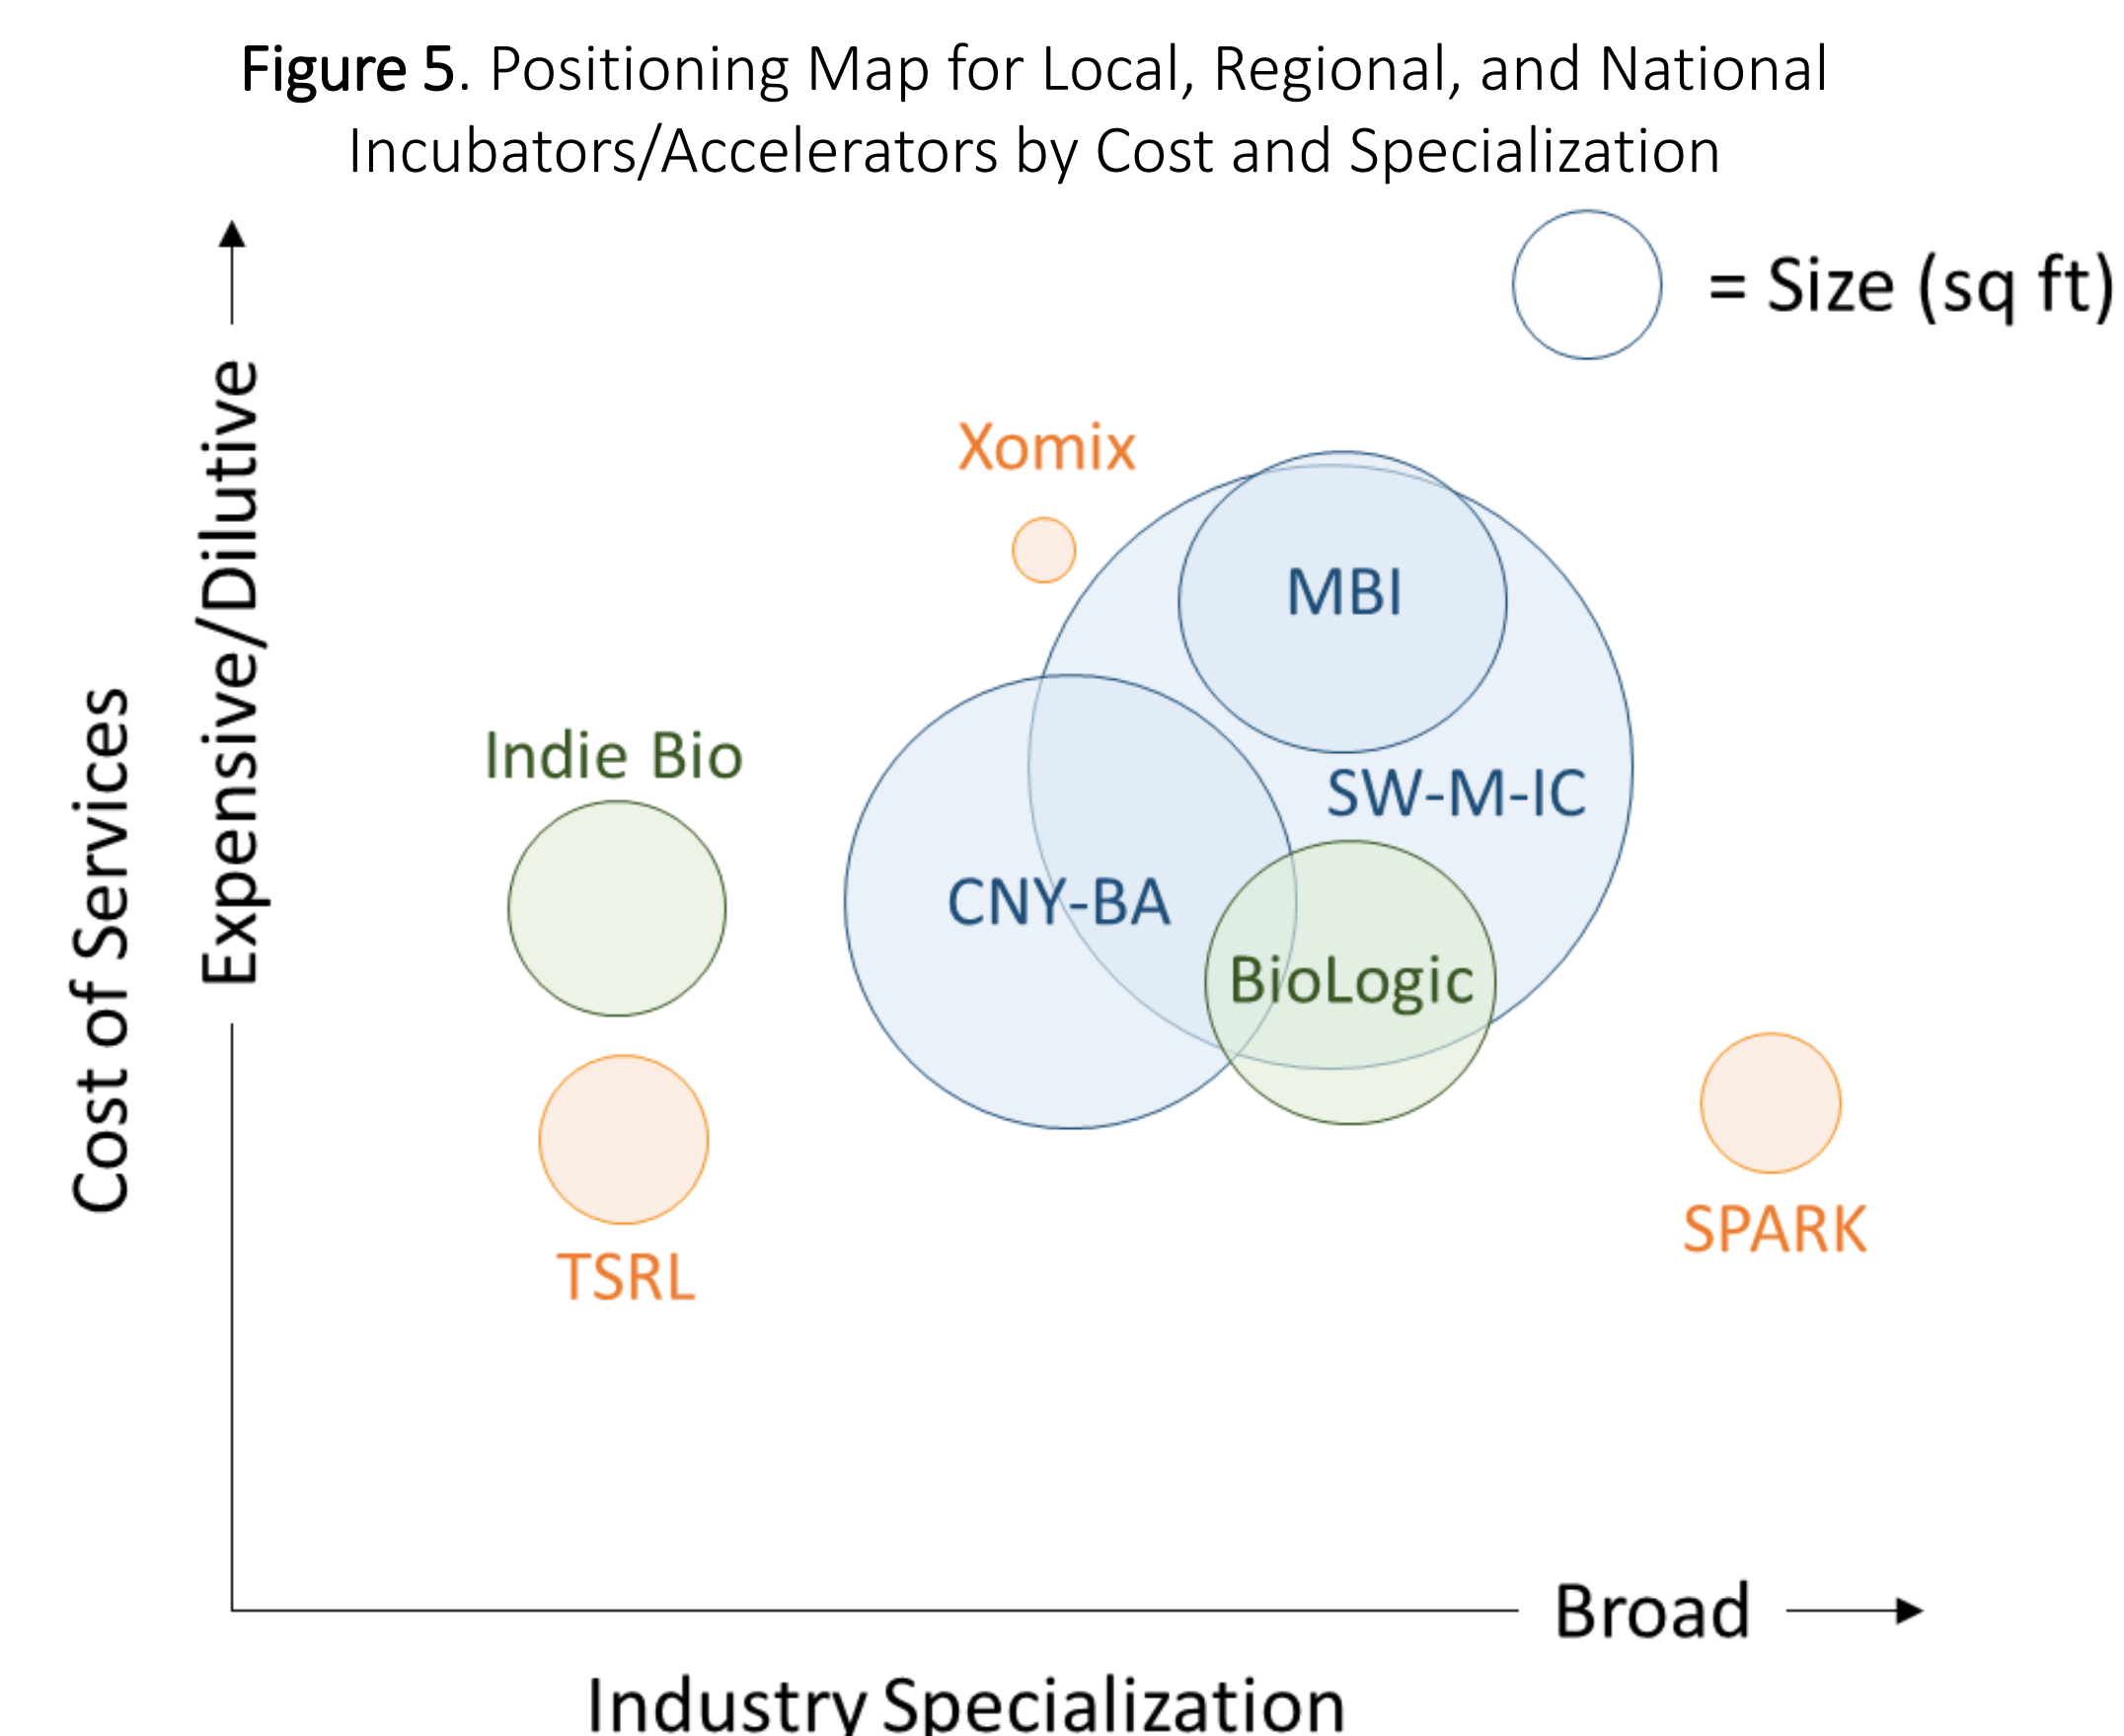 Figure 5. Positioning Map for Local, Regional, and National
Incubators/Accelerators by Cost and Specialization
= Size (sq ft)
Cost of Services
Expensive/Dilutive
Xomix
MBI
Indie Bio
SW-M-IC
CNY-BA
BioLogic
SPARK
TSRL
Broad
Industry Specialization